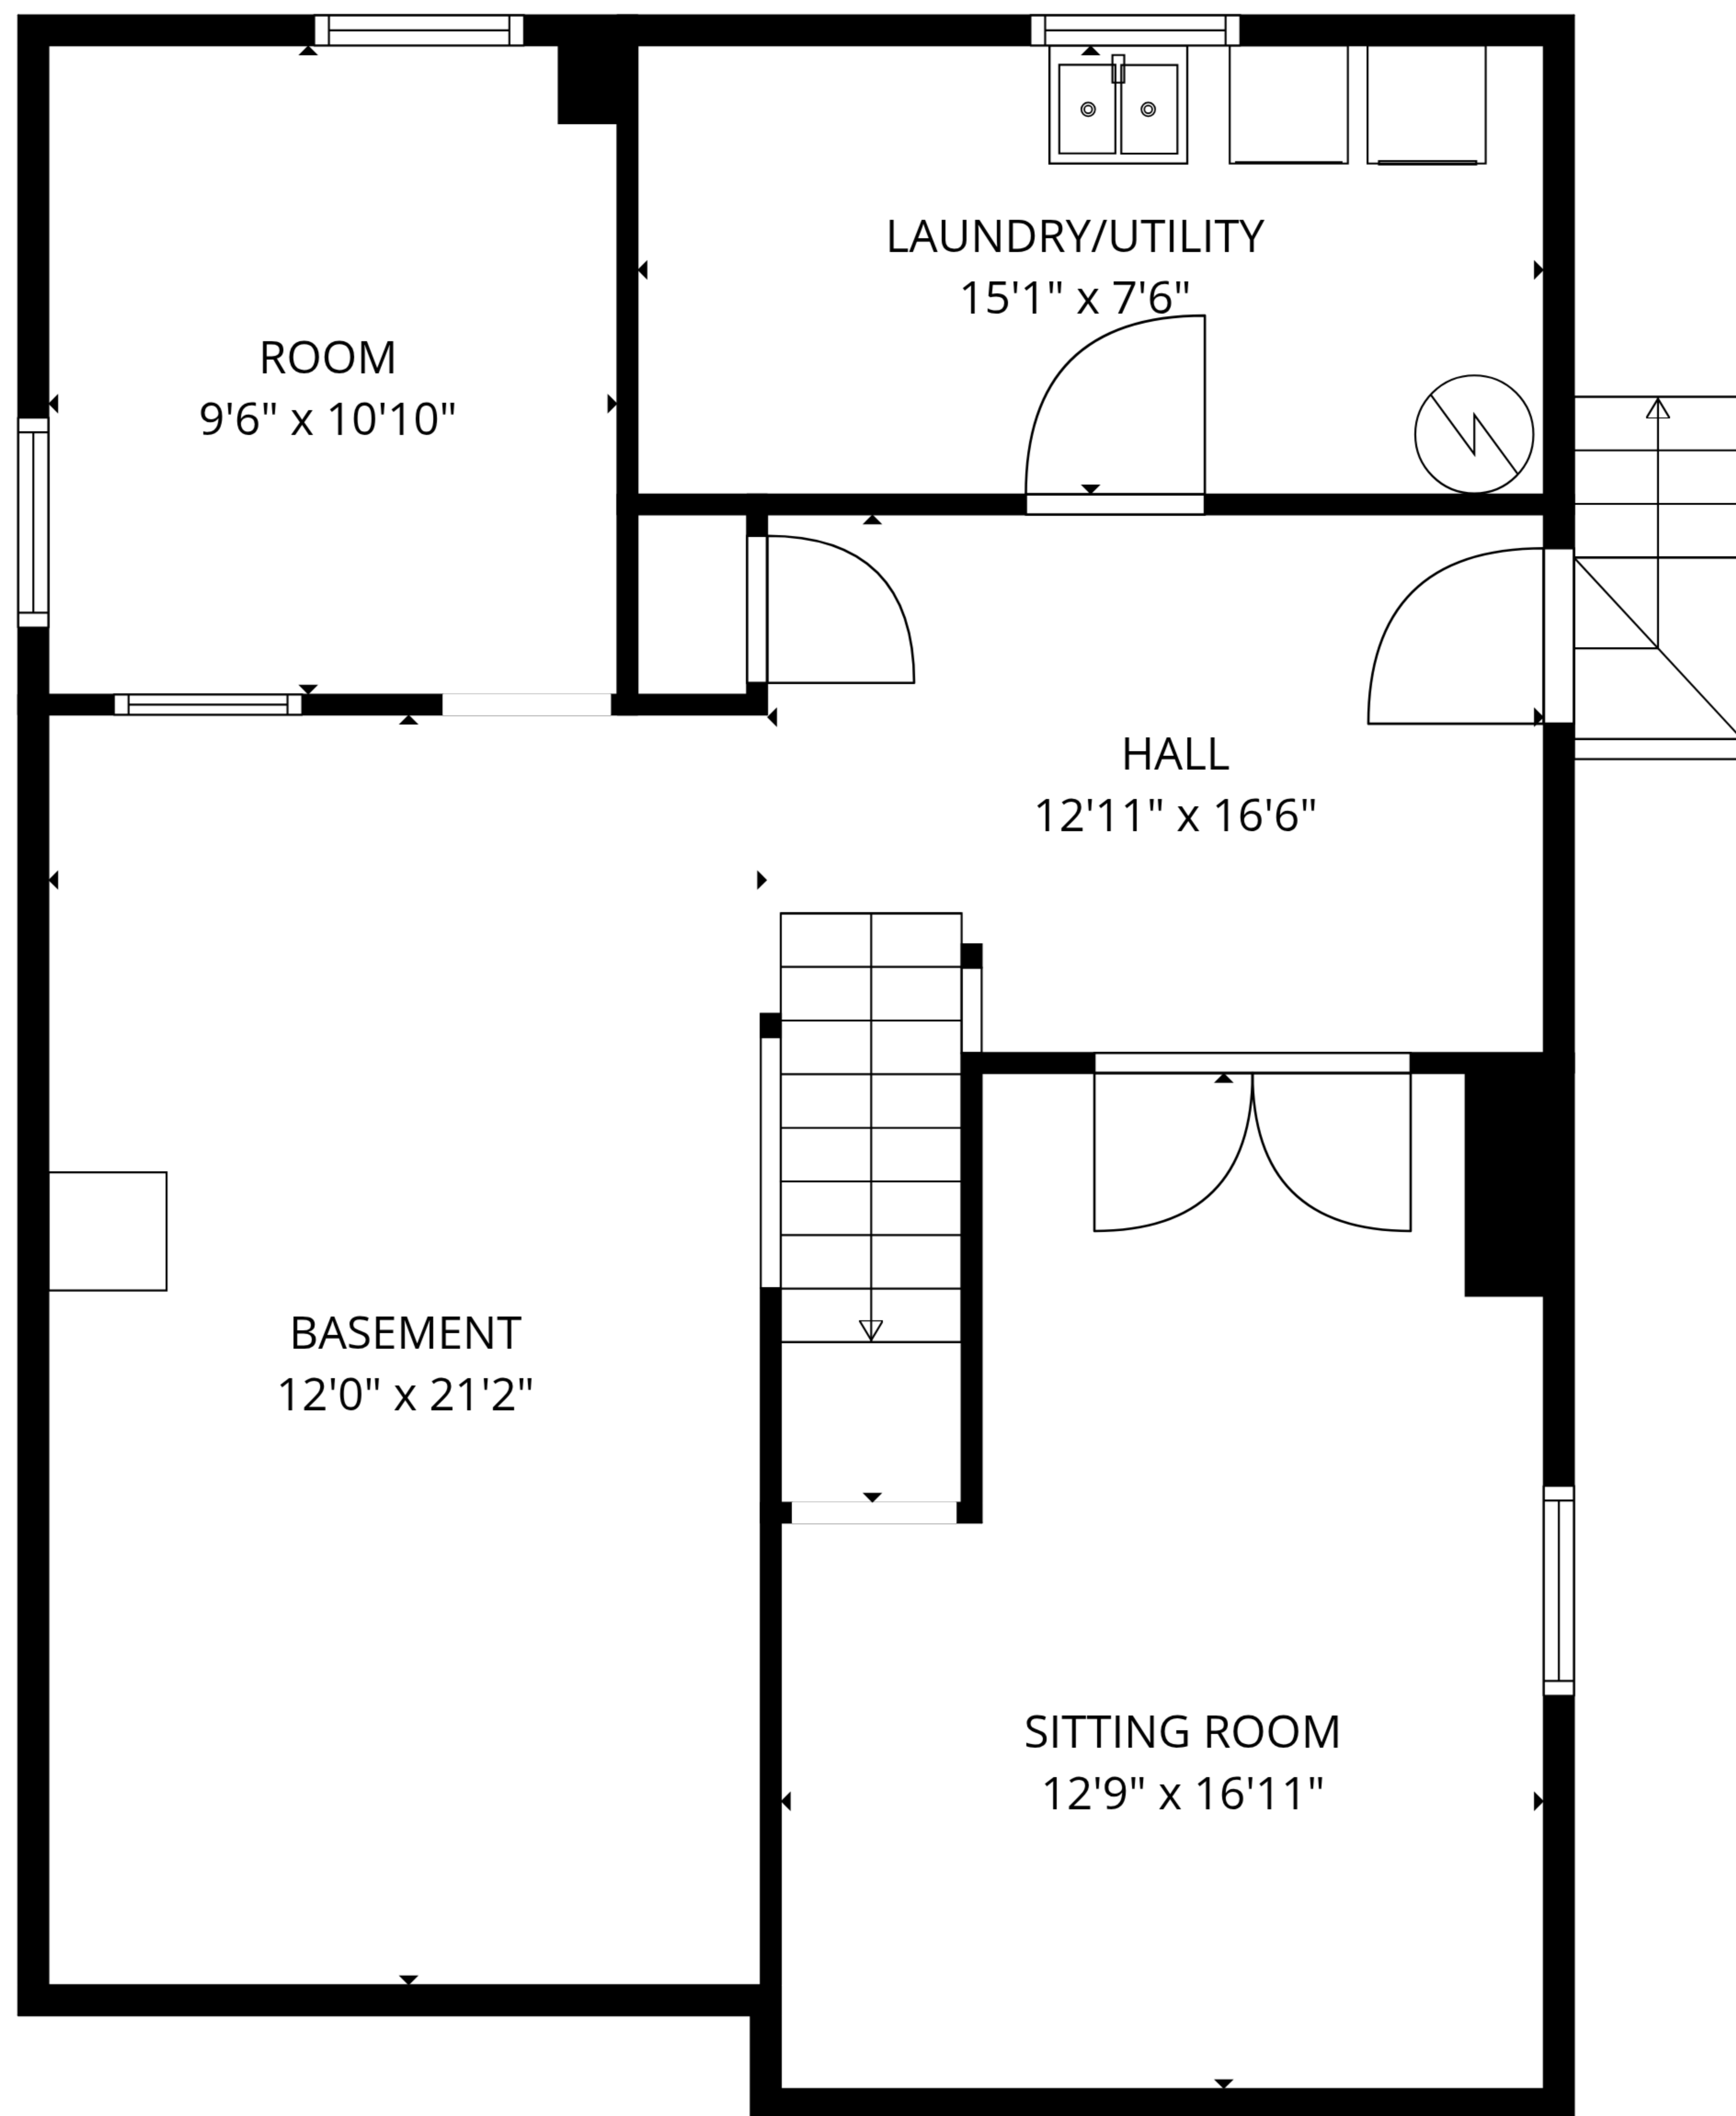 LAUNDRY/UTILITY
15'1" x 7'6"
ROOM
9'6" x 10'10"
HALL
12'11" x 16'6"
BASEMENT
12'0" x 21'2"
SITTING ROOM
12'9" x 16'11"